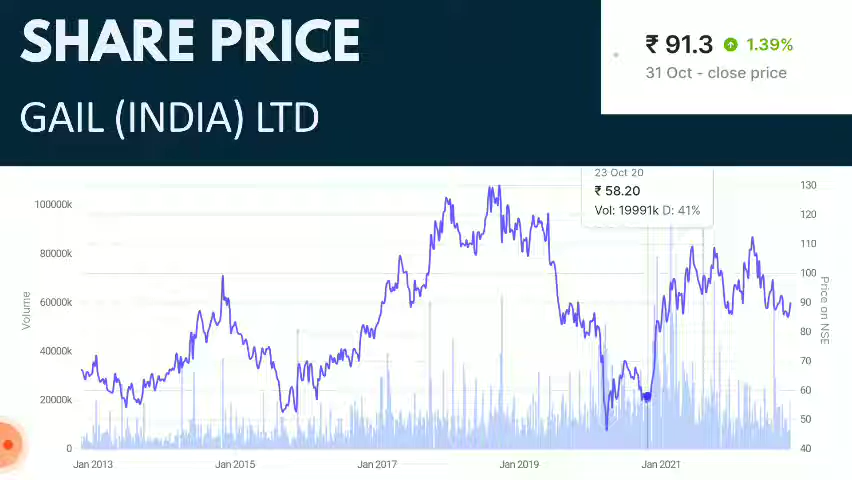 SHARE PRICE
GAIL (INDIA) LTD
₹ 91.3 1.39%
31 Oct - close price
23 Oct 20
₹ 58.20
Vol: 19991k D: 41%
100000k
80000k
60000k
40000k
20000k
0
Volume
130
120
110
100
90
80
70
60
50
40
Price on NSE
Jan 2013
Jan 2015
Jan 2017
Jan 2019
Jan 2021